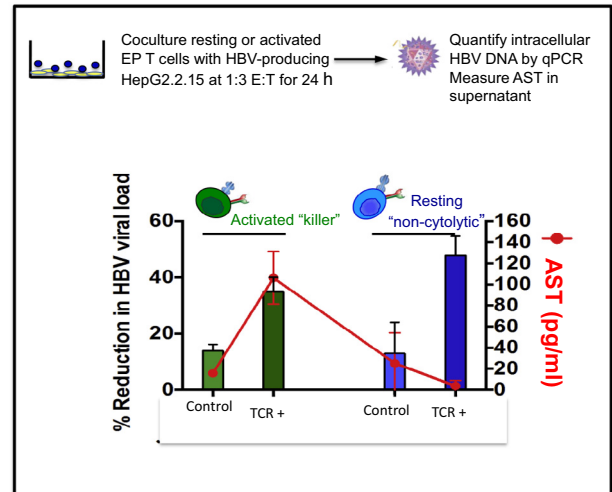 Coculture resting or activated
EP T cells with HBV-producing
HepG2.2.15 at 1:3 E:T for 24 h
Quantify intracellular
HBV DNA by qPCR
Measure AST in
supernatant
Activated “killer”
Resting
“non-cytolytic”
% Reduction in HBV viral load
60
40
20
0
160
140
120
100
80
60
40
20
0
AST (pg/ml)
Control
TCR +
Control
TCR +